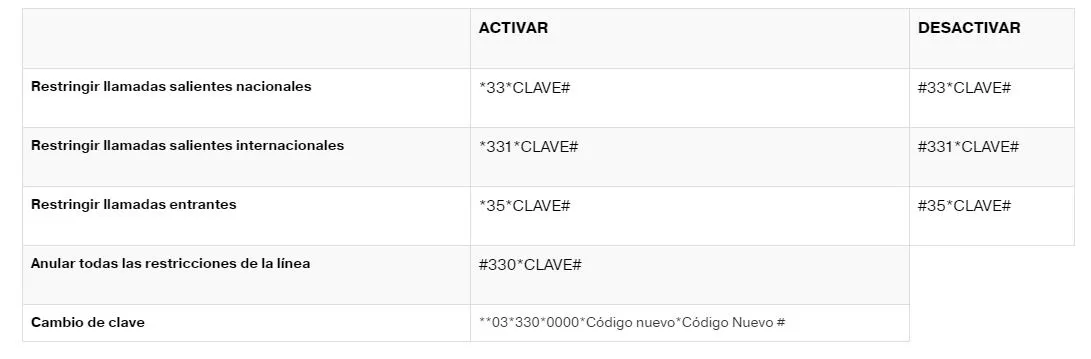 ACTIVAR DESACTIVAR
Restringir llamadas salientes nacionales *33*CLAVE# #33*CLAVE#
Restringir llamadas salientes internacionales *331*CLAVE# #331*CLAVE#
Restringir llamadas entrantes *35*CLAVE# #35*CLAVE#
Anular todas las restricciones de la línea #330*CLAVE#
Cambio de clave **03*330*0000*Código nuevo*Código Nuevo #